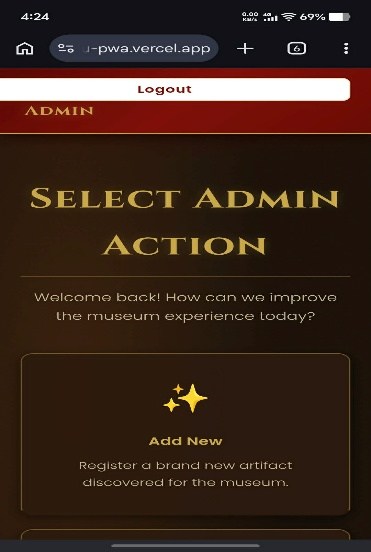 4:24
0.00 KB/s 4G 69%
-pwa.vercel.app
6
Logout
ADMIN
SELECT ADMIN
ACTION
Welcome back! How can we improve
the museum experience today?
Add New
Register a brand new artifact
discovered for the museum.